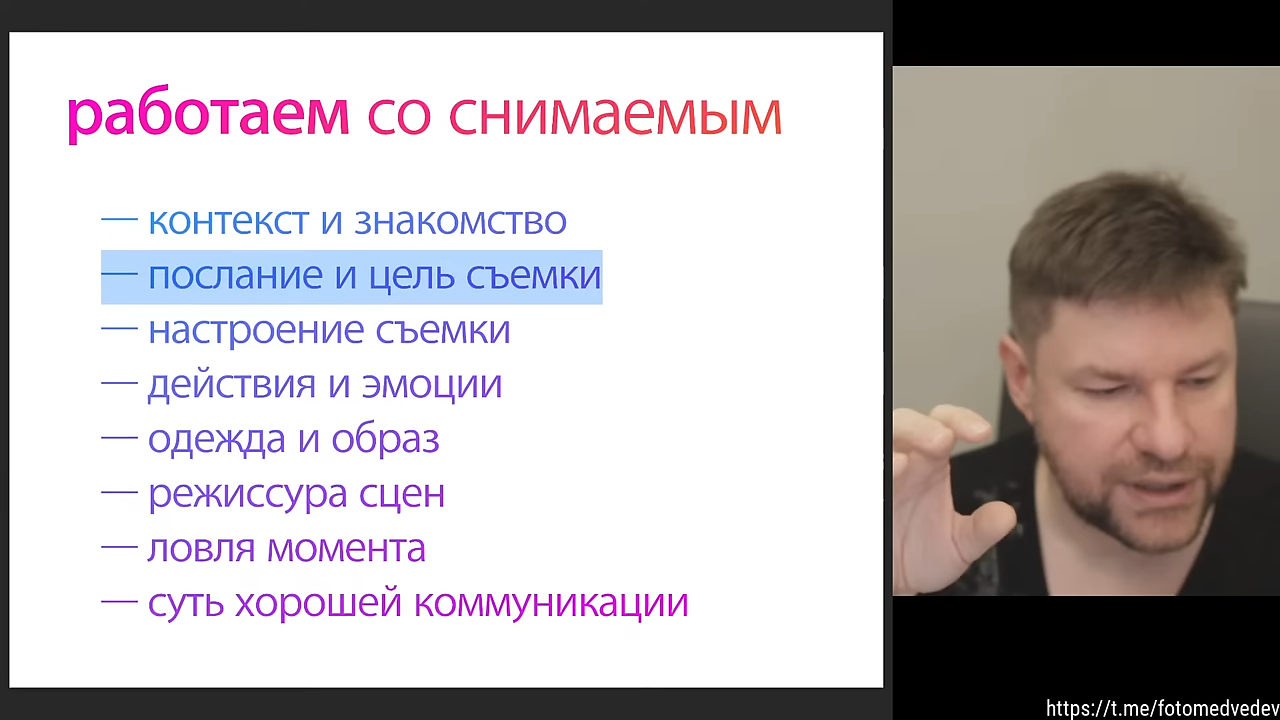 работаем со снимаемым
— контекст и знакомство
— послание и цель съемки
— настроение съемки
— действия и эмоции
— одежда и образ
— режиссура сцен
— ловля момента
— суть хорошей коммуникации
https://t.me/fotomedvedev